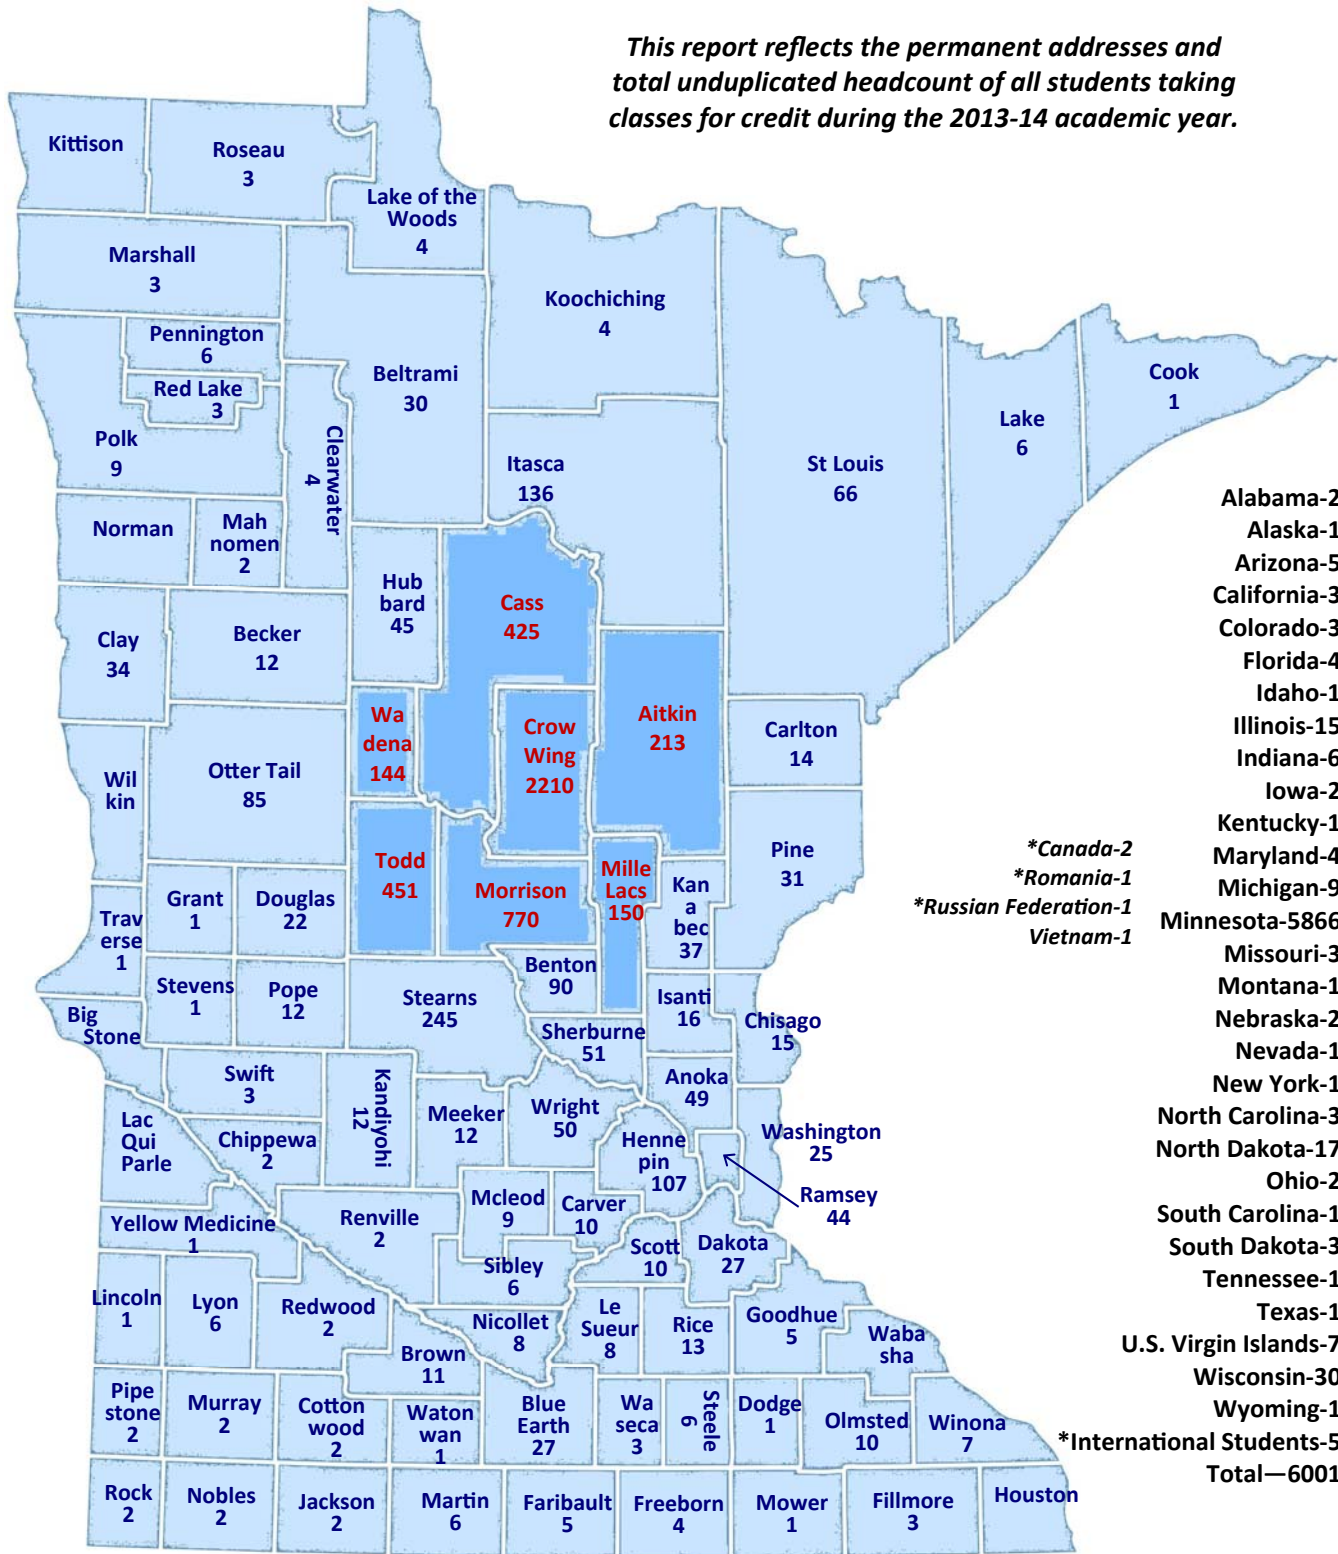 This report reflects the permanent addresses and
total unduplicated headcount of all students taking
classes for credit during the 2013-14 academic year.
Kittison
Roseau
3
Lake of the
Woods
4
Marshall
3
Koochiching
4
Pennington
6
Red Lake
3
Beltrami
30
Cook
1
Lake
6
Polk
9
Clearwater
4
Itasca
136
St Louis
66
Norman
Mah
nomen
2
Hub
bard
45
Cass
425
Clay
34
Becker
12
Wa
dena
144
Crow
Wing
2210
Aitkin
213
Carlton
14
Wil
kin
Otter Tail
85
Todd
451
Morrison
770
Mille
Lacs
150
Kan
a
bec
37
Pine
31
Grant
1
Douglas
22
Trav
erse
1
Stevens
1
Pope
12
Stearns
245
Benton
90
Isanti
16
Chisago
15
Big
Stone
Sherburne
51
Swift
3
Kandiyohi
12
Meeker
12
Wright
50
Anoka
49
Lac
Qui
Parle
Chippewa
2
Henne
pin
107
Washington
25
Ramsey
44
Mcleod
9
Carver
10
Yellow Medicine
1
Renville
2
Sibley
6
Scott
10
Dakota
27
Lincoln
1
Lyon
6
Redwood
2
Nicollet
8
Le
Sueur
8
Rice
13
Goodhue
5
Waba
sha
Brown
11
Pipe
stone
2
Murray
2
Cotton
wood
2
Waton
wan
1
Blue
Earth
27
Wa
seca
3
Steele
6
Dodge
1
Olmsted
10
Winona
7
Rock
2
Nobles
2
Jackson
2
Martin
6
Faribault
5
Freeborn
4
Mower
1
Fillmore
3
Houston
*Canada-2
*Romania-1
*Russian Federation-1
Vietnam-1
Alabama-2
Alaska-1
Arizona-5
California-3
Colorado-3
Florida-4
Idaho-1
Illinois-15
Indiana-6
Iowa-2
Kentucky-1
Maryland-4
Michigan-9
Minnesota-5866
Missouri-3
Montana-1
Nebraska-2
Nevada-1
New York-1
North Carolina-3
North Dakota-17
Ohio-2
South Carolina-1
South Dakota-3
Tennessee-1
Texas-1
U.S. Virgin Islands-7
Wisconsin-30
Wyoming-1
*International Students-5
Total—6001